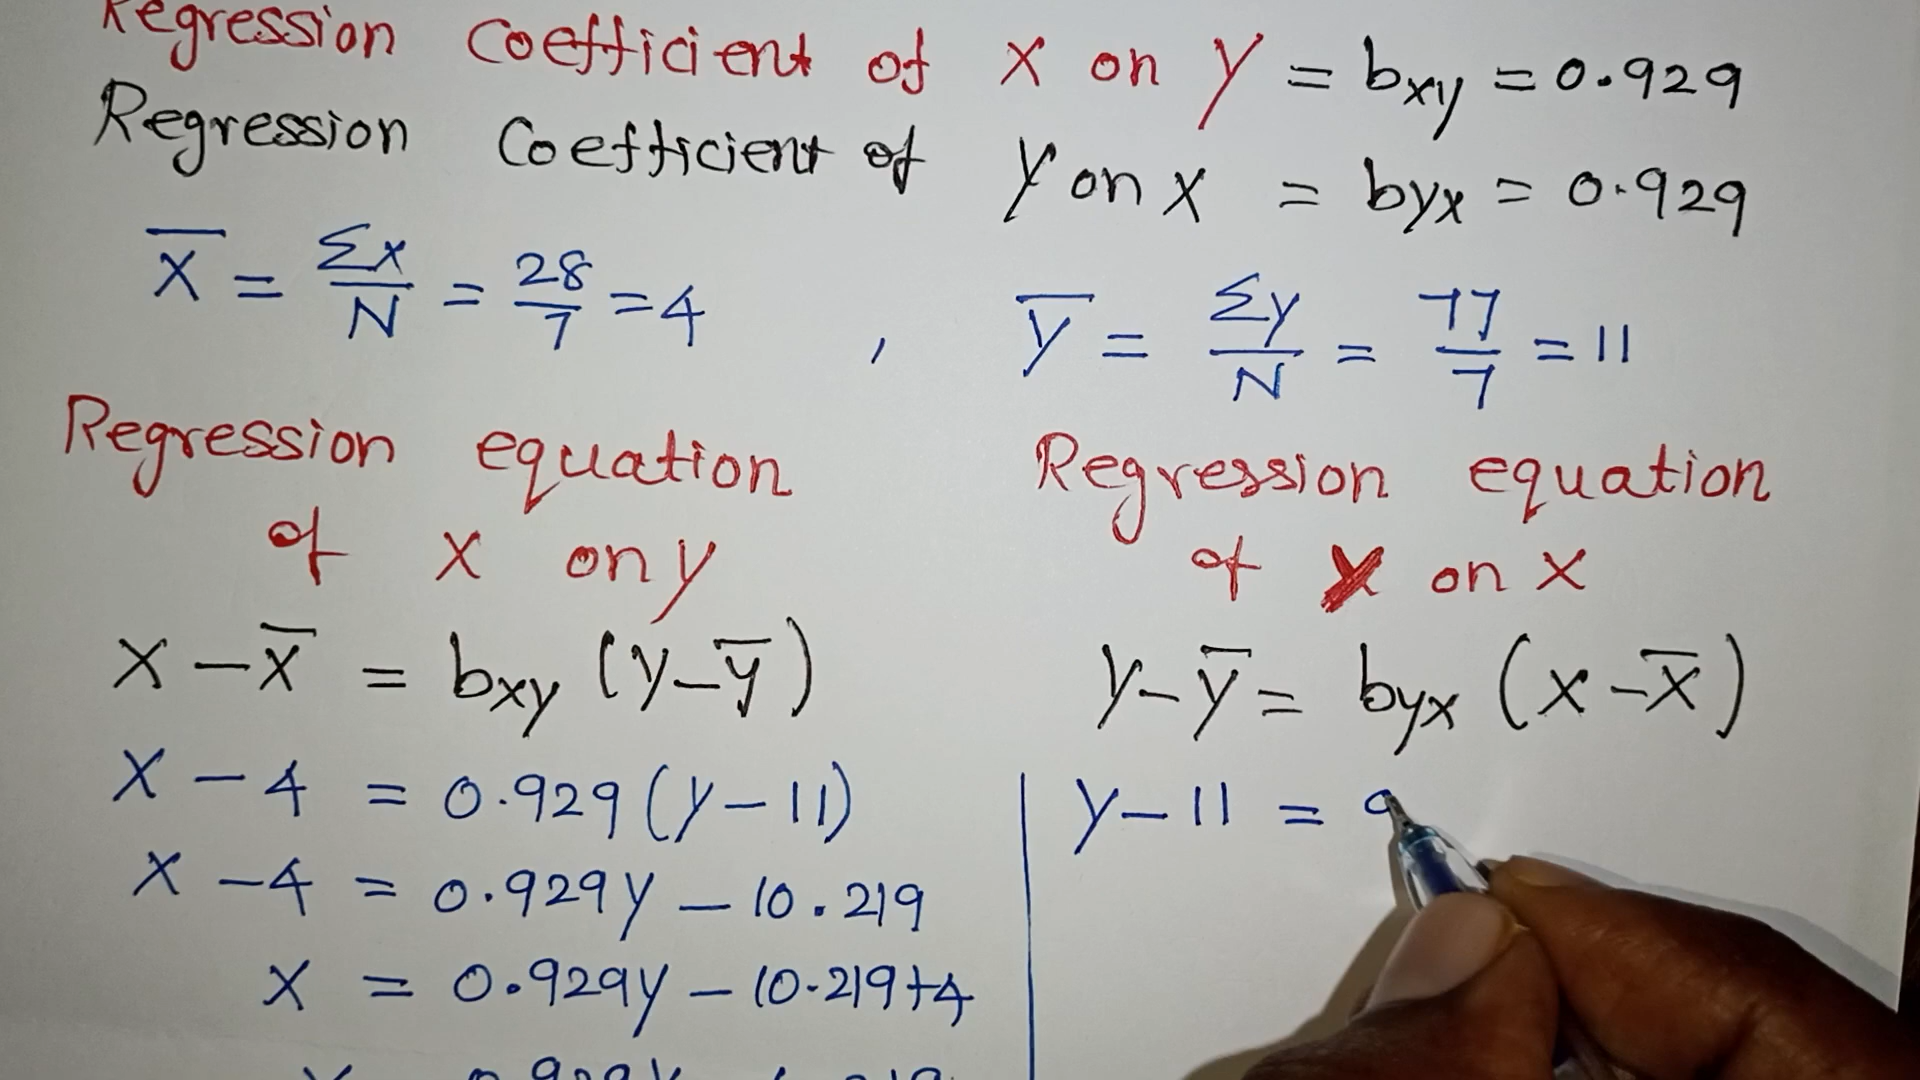 Regression Coefficient of X on Y = bxy = 0.929
Regression Coefficient of Y on X = byx = 0.929
X̅ = Σx/N = 28/7 = 4 , y̅ = Σy/N = 77/7 = 11
Regression equation
of X on y
X - X̅ = bxy (y - y̅)
X - 4 = 0.929 (y - 11)
X - 4 = 0.929y - 10.219
X = 0.929y - 10.219 + 4
Regression equation
of Y on X
y - y̅ = byx (x - x̅)
y - 11 =